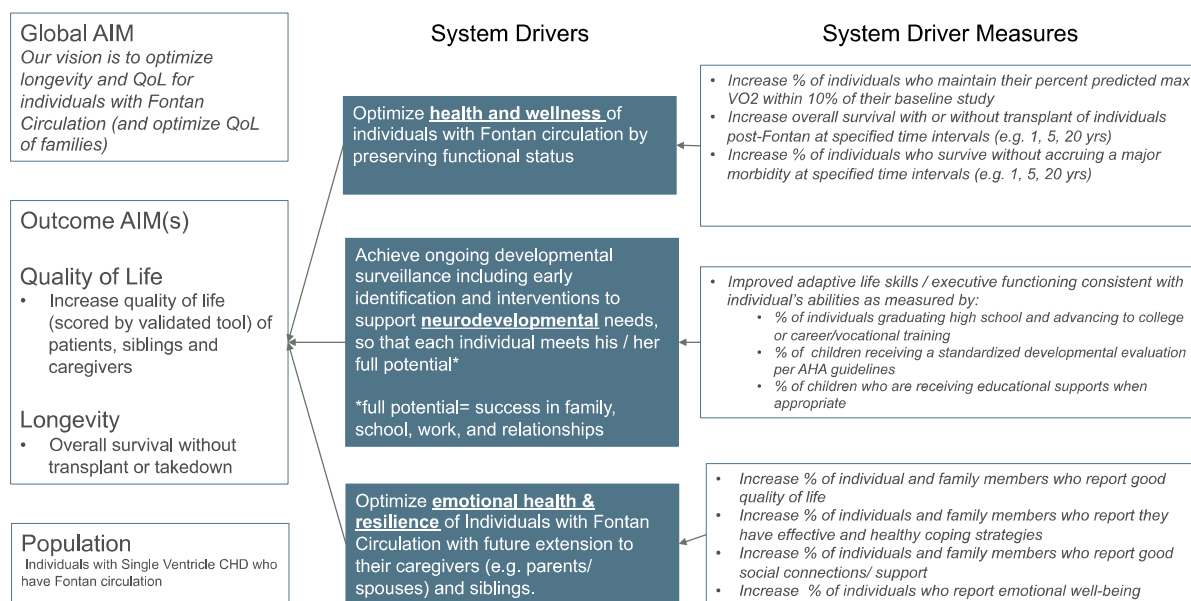 Global AIM
Our vision is to optimize
longevity and QoL for
individuals with Fontan
Circulation (and optimize QoL
of families)
Outcome AIM(s)
Quality of Life
• Increase quality of life
(scored by validated tool) of
patients, siblings and
caregivers
Longevity
• Overall survival without
transplant or takedown
Population
Individuals with Single Ventricle CHD who
have Fontan circulation
System Drivers
Optimize health and wellness of
individuals with Fontan circulation by
preserving functional status
Achieve ongoing developmental
surveillance including early
identification and interventions to
support neurodevelopmental needs,
so that each individual meets his / her
full potential*
*full potential= success in family,
school, work, and relationships
Optimize emotional health &
resilience of Individuals with Fontan
Circulation with future extension to
their caregivers (e.g. parents/
spouses) and siblings.
System Driver Measures
• Increase % of individuals who maintain their percent predicted max
VO2 within 10% of their baseline study
• Increase overall survival with or without transplant of individuals
post-Fontan at specified time intervals (e.g. 1, 5, 20 yrs)
• Increase % of individuals who survive without accruing a major
morbidity at specified time intervals (e.g. 1, 5, 20 yrs)
• Improved adaptive life skills / executive functioning consistent with
individual's abilities as measured by:
• % of individuals graduating high school and advancing to college
or career/vocational training
• % of children receiving a standardized developmental evaluation
per AHA guidelines
• % of children who are receiving educational supports when
appropriate
• Increase % of individual and family members who report good
quality of life
• Increase % of individuals and family members who report they
have effective and healthy coping strategies
• Increase % of individuals and family members who report good
social connections/ support
• Increase % of individuals who report emotional well-being